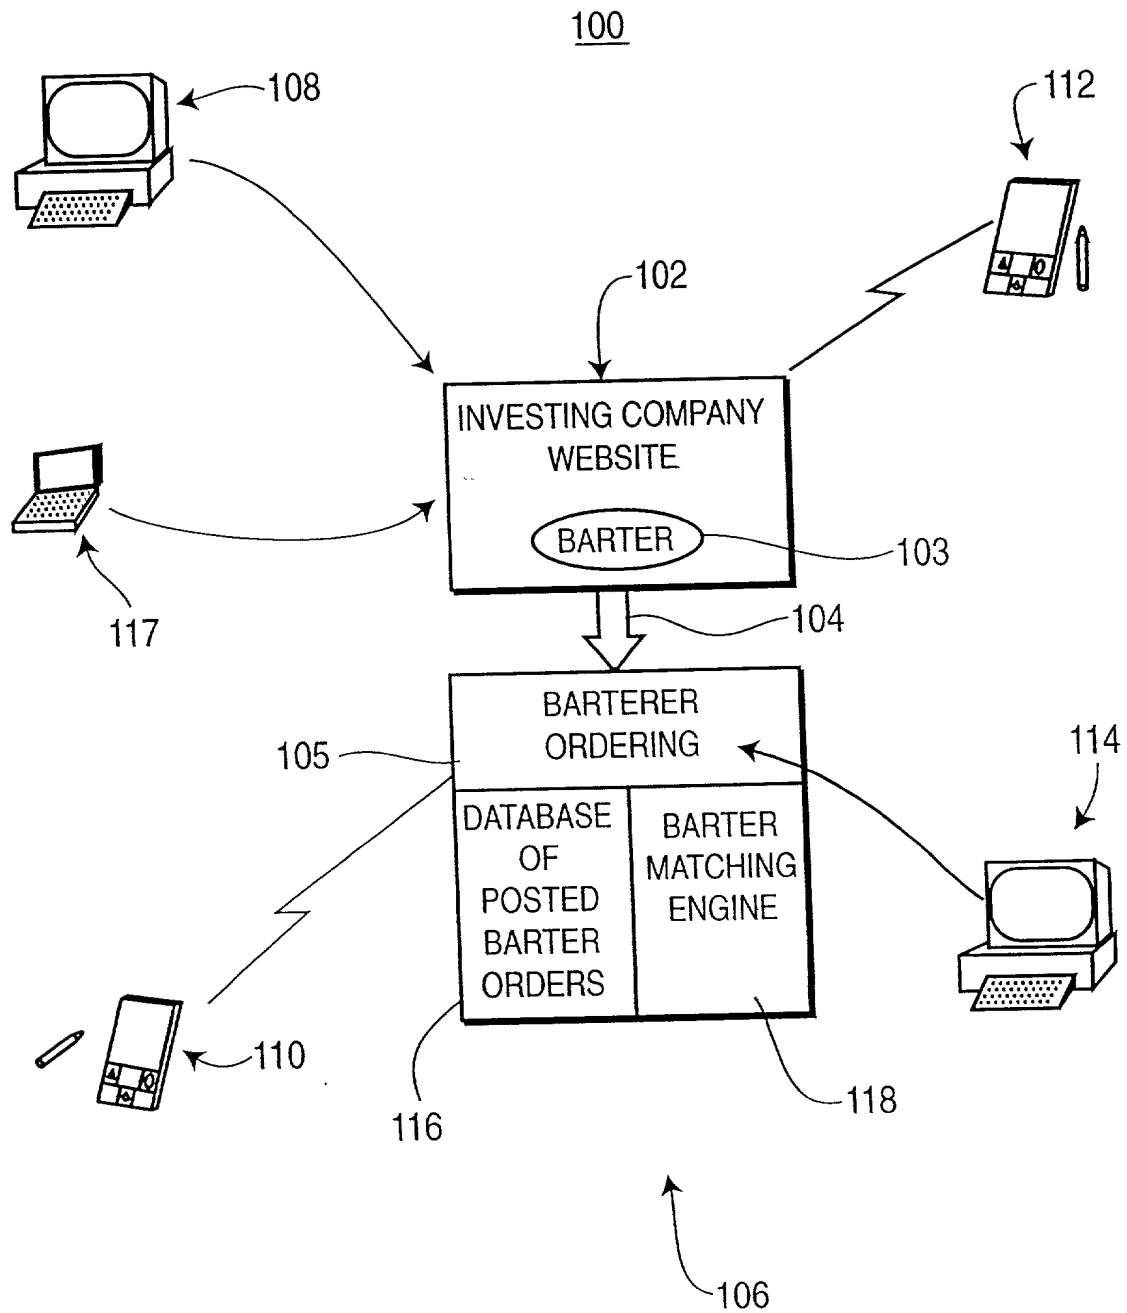 100
108
112
102
INVESTING COMPANY
WEBSITE
BARTER
103
117
104
BARTERER
ORDERING
105
114
DATABASE
OF
POSTED
BARTER
ORDERS
BARTER
MATCHING
ENGINE
110
116
118
106